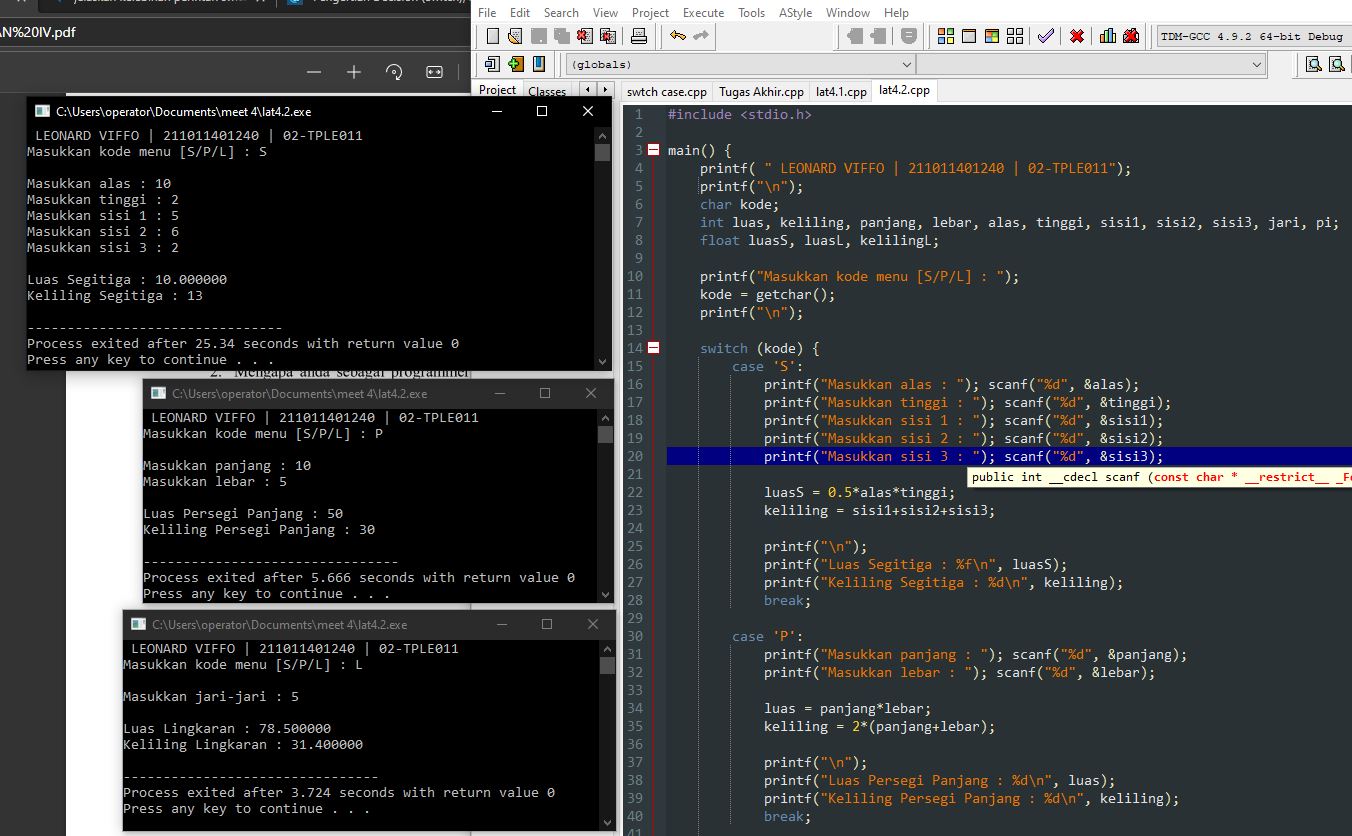 AN%20IV.pdf
C:\Users\operator\Documents\meet 4\lat4.2.exe
LEONARD VIFFO | 211011401240 | 02-TPLE011
Masukkan kode menu [S/P/L] : S
Masukkan alas : 10
Masukkan tinggi : 2
Masukkan sisi 1 : 5
Masukkan sisi 2 : 6
Masukkan sisi 3 : 2
Luas Segitiga : 10.000000
Keliling Segitiga : 13
--------------------------------
Process exited after 25.34 seconds with return value 0
Press any key to continue . . .
2. Mengapa anda sebagai programmer
C:\Users\operator\Documents\meet 4\lat4.2.exe
LEONARD VIFFO | 211011401240 | 02-TPLE011
Masukkan kode menu [S/P/L] : P
Masukkan panjang : 10
Masukkan lebar : 5
Luas Persegi Panjang : 50
Keliling Persegi Panjang : 30
--------------------------------
Process exited after 5.666 seconds with return value 0
Press any key to continue . . .
C:\Users\operator\Documents\meet 4\lat4.2.exe
LEONARD VIFFO | 211011401240 | 02-TPLE011
Masukkan kode menu [S/P/L] : L
Masukkan jari-jari : 5
Luas Lingkaran : 78.500000
Keliling Lingkaran : 31.400000
--------------------------------
Process exited after 3.724 seconds with return value 0
Press any key to continue . . .
File Edit Search View Project Execute Tools AStyle Window Help
TDM-GCC 4.9.2 64-bit Debug
(globals)
Project Classes
swtch case.cpp Tugas Akhir.cpp lat4.1.cpp lat4.2.cpp
1 #include <stdio.h>
2
3 main() {
4 printf( " LEONARD VIFFO | 211011401240 | 02-TPLE011");
5 printf("\n");
6 char kode;
7 int luas, keliling, panjang, lebar, alas, tinggi, sisi1, sisi2, sisi3, jari, pi;
8 float luasS, luasL, kelilingL;
9
10 printf("Masukkan kode menu [S/P/L] : ");
11 kode = getchar();
12 printf("\n");
13
14 switch (kode) {
15 case 'S':
16 printf("Masukkan alas : "); scanf("%d", &alas);
17 printf("Masukkan tinggi : "); scanf("%d", &tinggi);
18 printf("Masukkan sisi 1 : "); scanf("%d", &sisi1);
19 printf("Masukkan sisi 2 : "); scanf("%d", &sisi2);
20 printf("Masukkan sisi 3 : "); scanf("%d", &sisi3);
21 public int __cdecl scanf (const char * __restrict__ _Fo
22 luasS = 0.5*alas*tinggi;
23 keliling = sisi1+sisi2+sisi3;
24
25 printf("\n");
26 printf("Luas Segitiga : %f\n", luasS);
27 printf("Keliling Segitiga : %d\n", keliling);
28 break;
29
30 case 'P':
31 printf("Masukkan panjang : "); scanf("%d", &panjang);
32 printf("Masukkan lebar : "); scanf("%d", &lebar);
33
34 luas = panjang*lebar;
35 keliling = 2*(panjang+lebar);
36
37 printf("\n");
38 printf("Luas Persegi Panjang : %d\n", luas);
39 printf("Keliling Persegi Panjang : %d\n", keliling);
40 break;
41